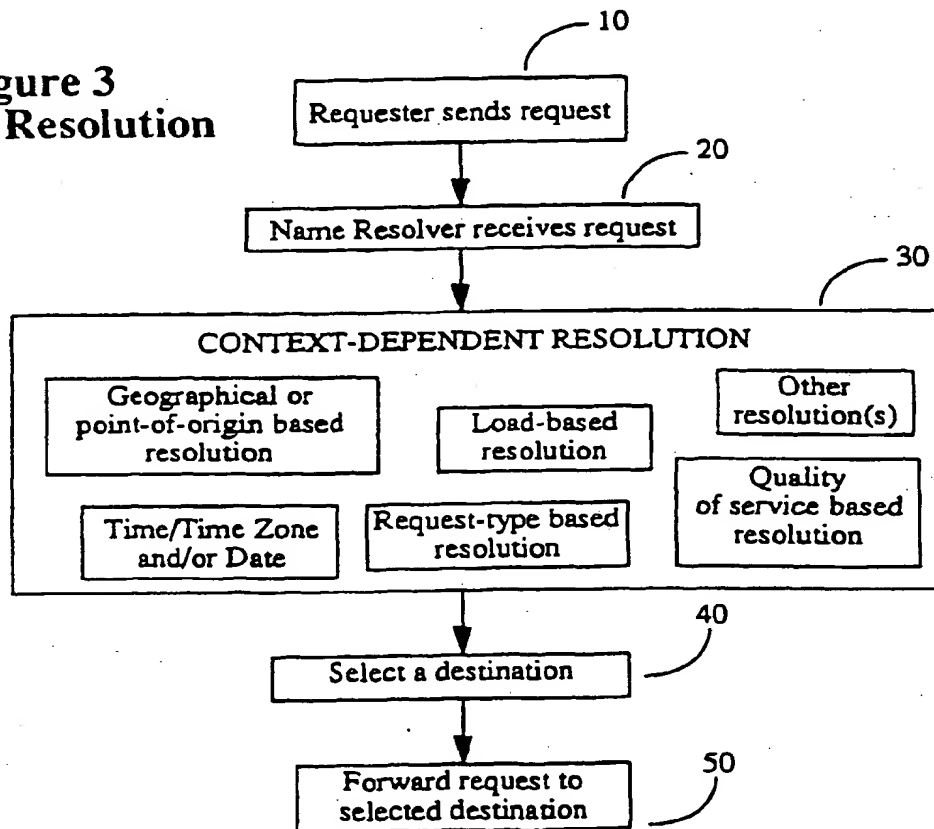 gure 3
Resolution
10
Requester sends request
20
Name Resolver receives request
30
CONTEXT-DEPENDENT RESOLUTION
Geographical or
point-of-origin based
resolution
Load-based
resolution
Other
resolution(s)
Time/Time Zone
and/or Date
Request-type based
resolution
Quality
of service based
resolution
40
Select a destination
50
Forward request to
selected destination